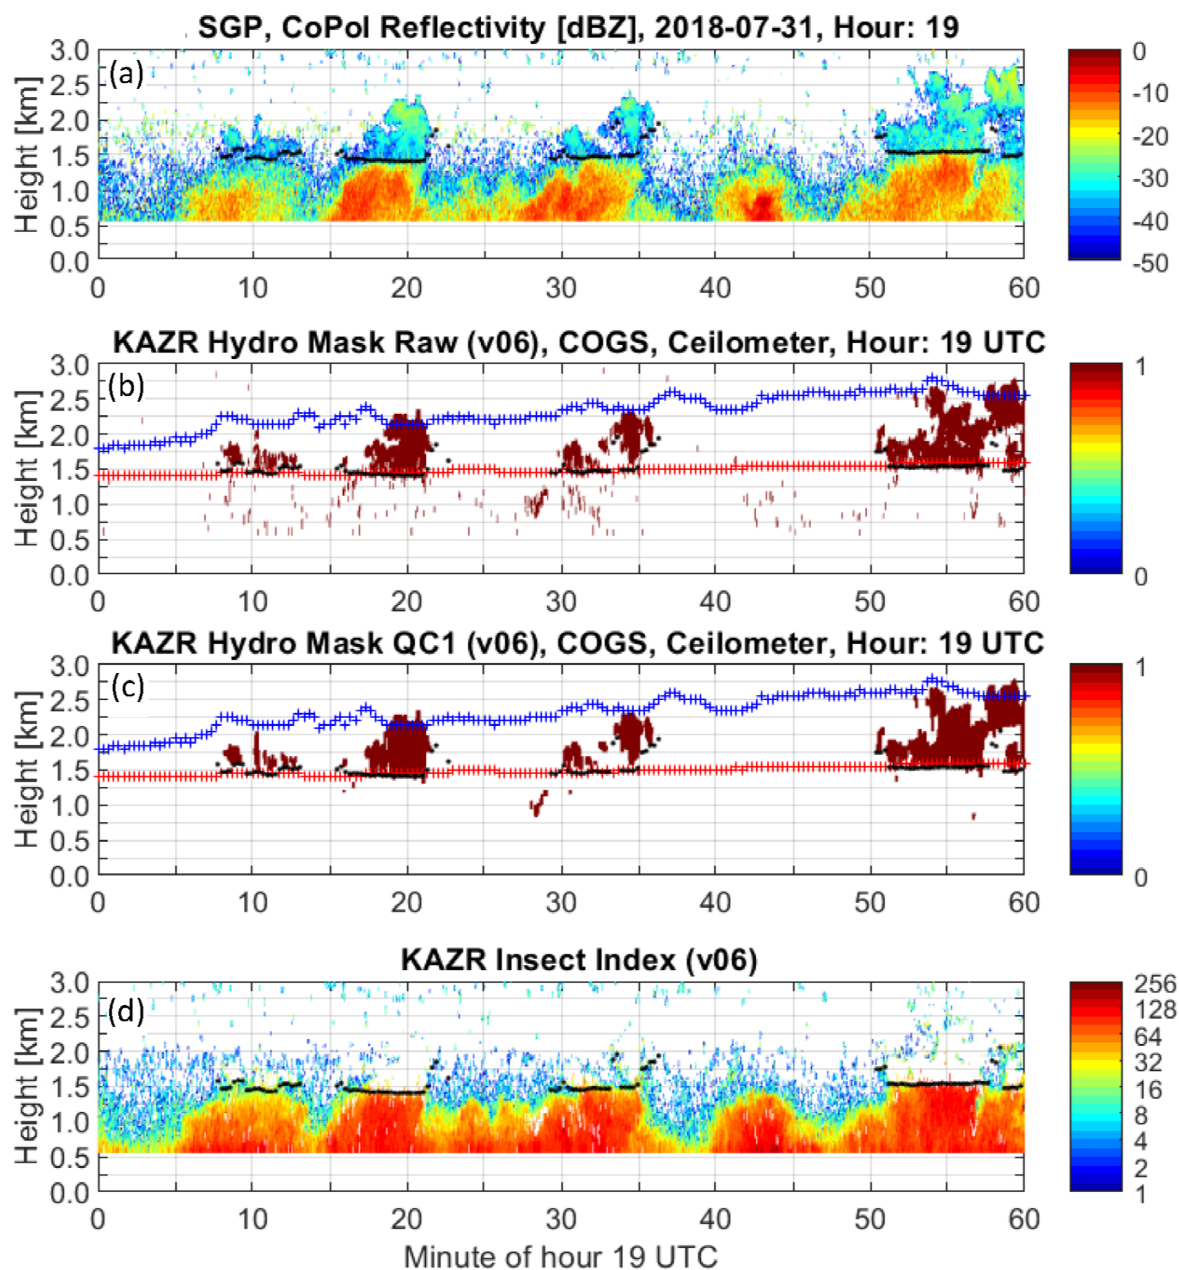 SGP, CoPol Reflectivity [dBZ], 2018-07-31, Hour: 19
(a)
Height [km]
3.0
2.5
2.0
1.5
1.0
0.5
0.0
0 10 20 30 40 50 60
0
-10
-20
-30
-40
-50
KAZR Hydro Mask Raw (v06), COGS, Ceilometer, Hour: 19 UTC
(b)
Height [km]
3.0
2.5
2.0
1.5
1.0
0.5
0.0
0 10 20 30 40 50 60
1
0
KAZR Hydro Mask QC1 (v06), COGS, Ceilometer, Hour: 19 UTC
(c)
Height [km]
3.0
2.5
2.0
1.5
1.0
0.5
0.0
0 10 20 30 40 50 60
1
0
KAZR Insect Index (v06)
(d)
Height [km]
3.0
2.5
2.0
1.5
1.0
0.5
0.0
0 10 20 30 40 50 60
256
128
64
32
16
8
4
2
1
Minute of hour 19 UTC